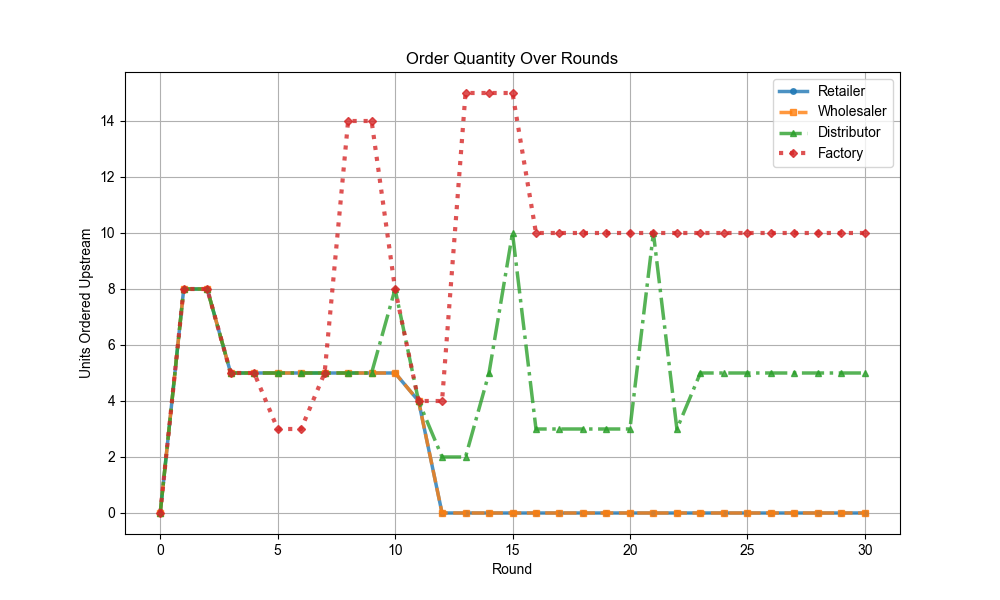 Order Quantity Over Rounds
Retailer
Wholesaler
Distributor
Factory
14
12
10
8
6
4
2
0
Units Ordered Upstream
0 5 10 15 20 25 30
Round